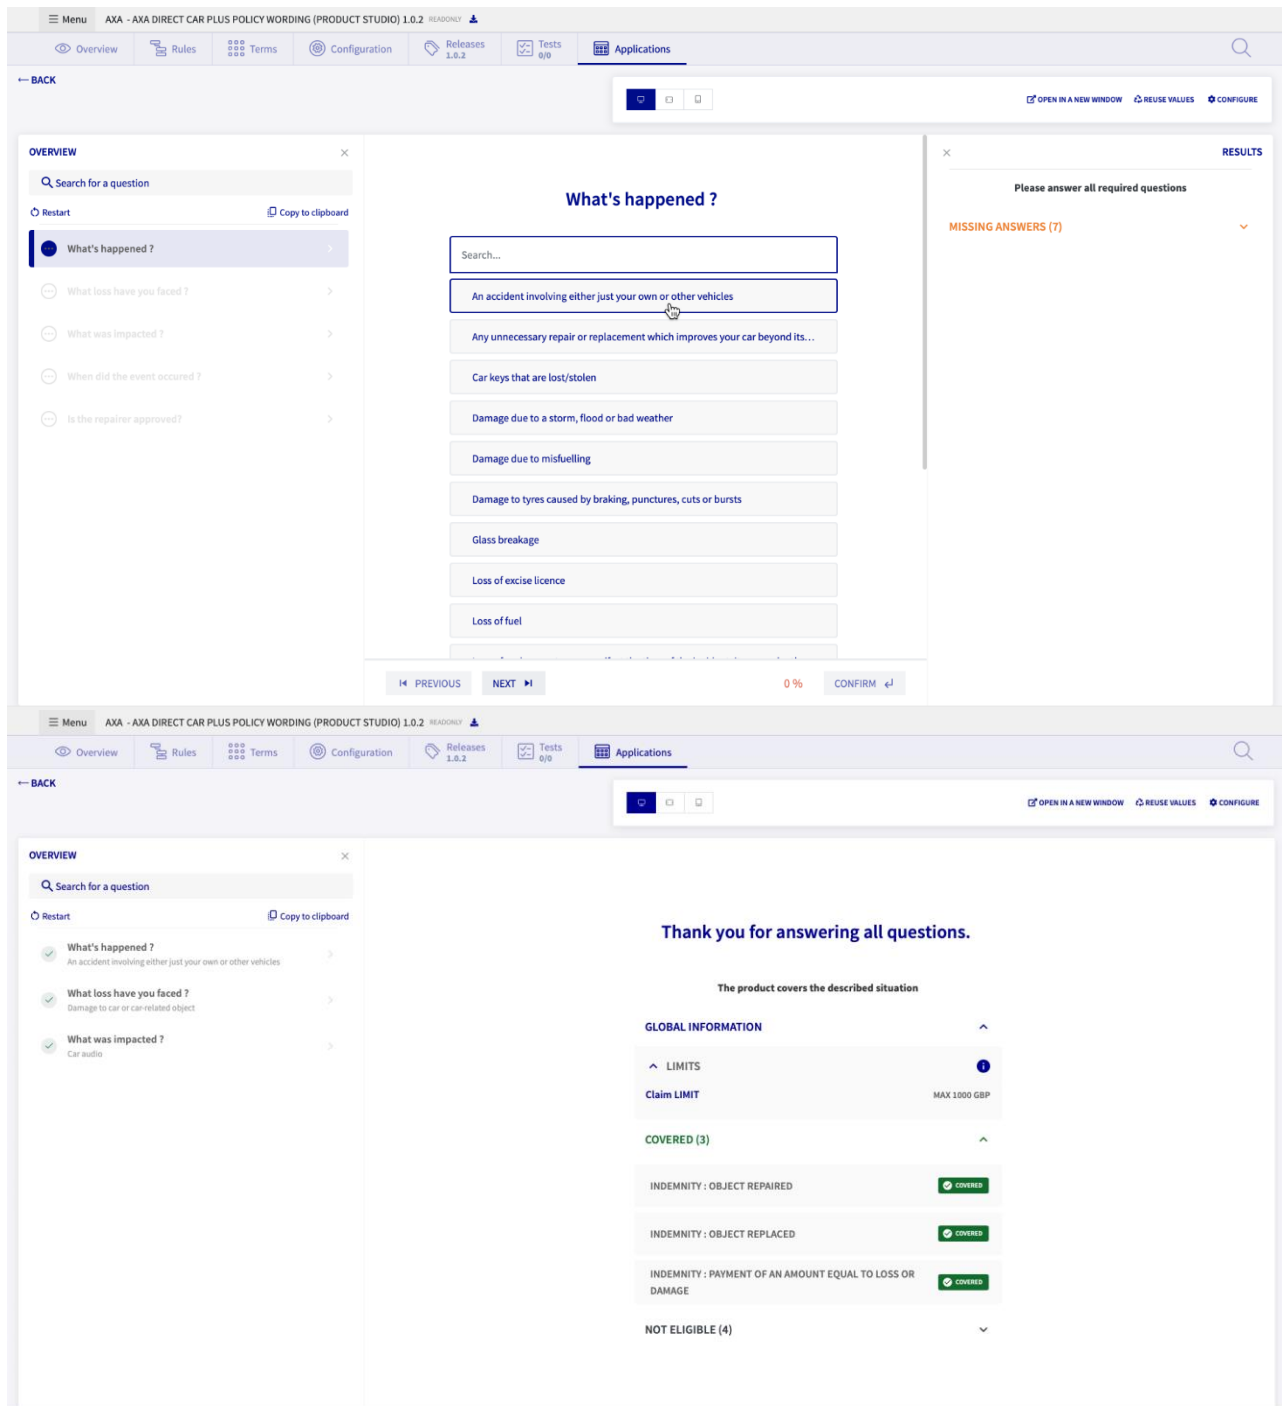 Menu AXA - AXA DIRECT CAR PLUS POLICY WORDING (PRODUCT STUDIO) 1.0.2 READONLY
Overview Rules Terms Configuration Releases 1.0.2 Tests 0/0 Applications
← BACK
OPEN IN A NEW WINDOW REUSE VALUES CONFIGURE
OVERVIEW ×
Search for a question
Restart Copy to clipboard
What's happened ?
What loss have you faced ?
What was impacted ?
When did the event occured ?
Is the repairer approved?
What's happened ?
Search...
An accident involving either just your own or other vehicles
Any unnecessary repair or replacement which improves your car beyond its...
Car keys that are lost/stolen
Damage due to a storm, flood or bad weather
Damage due to misfuelling
Damage to tyres caused by braking, punctures, cuts or bursts
Glass breakage
Loss of excise licence
Loss of fuel
PREVIOUS NEXT 0 % CONFIRM
× RESULTS
Please answer all required questions
MISSING ANSWERS (7)
Menu AXA - AXA DIRECT CAR PLUS POLICY WORDING (PRODUCT STUDIO) 1.0.2 READONLY
Overview Rules Terms Configuration Releases 1.0.2 Tests 0/0 Applications
← BACK
OPEN IN A NEW WINDOW REUSE VALUES CONFIGURE
OVERVIEW ×
Search for a question
Restart Copy to clipboard
What's happened ?
An accident involving either just your own or other vehicles
What loss have you faced ?
Damage to car or car-related object
What was impacted ?
Car audio
Thank you for answering all questions.
The product covers the described situation
GLOBAL INFORMATION
LIMITS
Claim LIMIT MAX 1000 GBP
COVERED (3)
INDEMNITY : OBJECT REPAIRED COVERED
INDEMNITY : OBJECT REPLACED COVERED
INDEMNITY : PAYMENT OF AN AMOUNT EQUAL TO LOSS OR
DAMAGE COVERED
NOT ELIGIBLE (4)